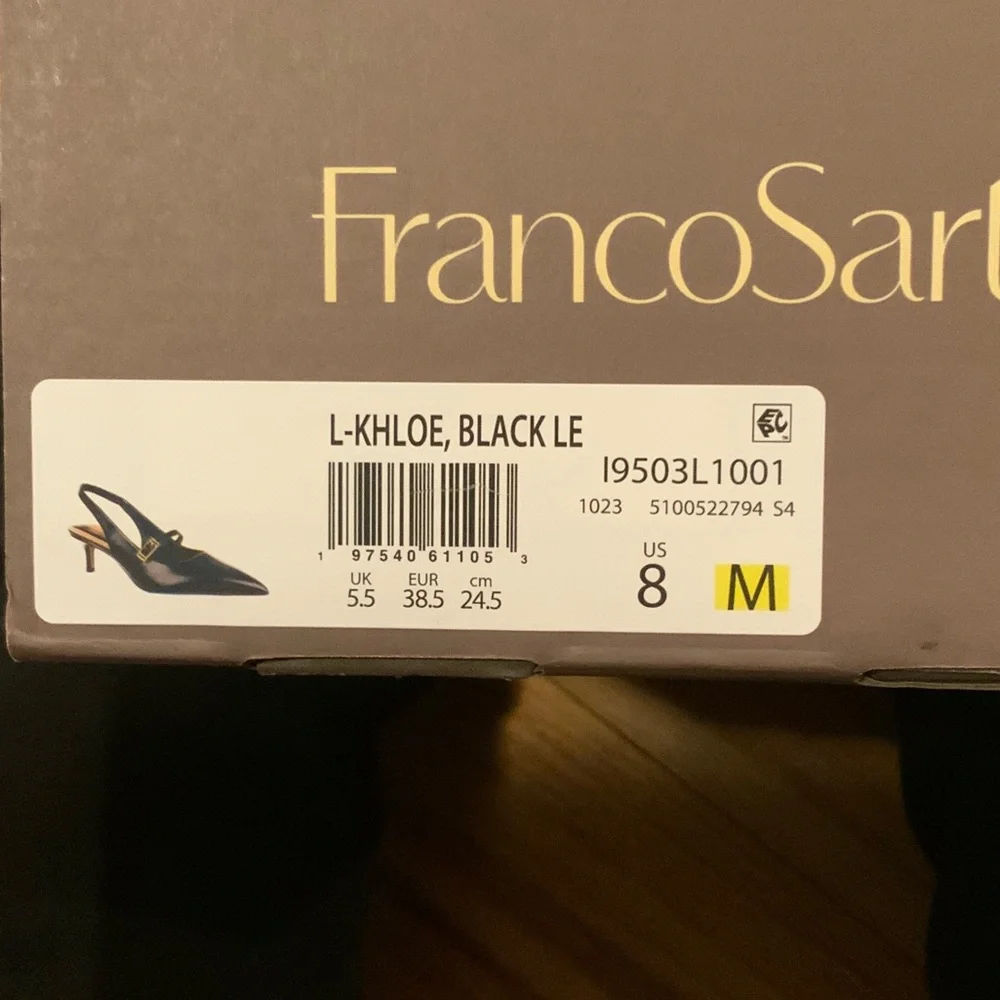 FrancoSart
L-KHLOE, BLACK LE
EPC
I9503L1001
1023 5100522794 S4
1 97540 61105 3
UK EUR cm
5.5 38.5 24.5
US
8 M